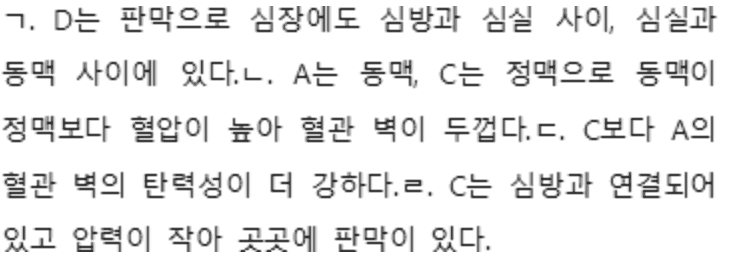 ㄱ. D는 판막으로 심장에도 심방과 심실 사이, 심실과
동맥 사이에 있다.ㄴ. A는 동맥, C는 정맥으로 동맥이
정맥보다 혈압이 높아 혈관 벽이 두껍다.ㄷ. C보다 A의
혈관 벽의 탄력성이 더 강하다.ㄹ. C는 심방과 연결되어
있고 압력이 작아 곳곳에 판막이 있다.